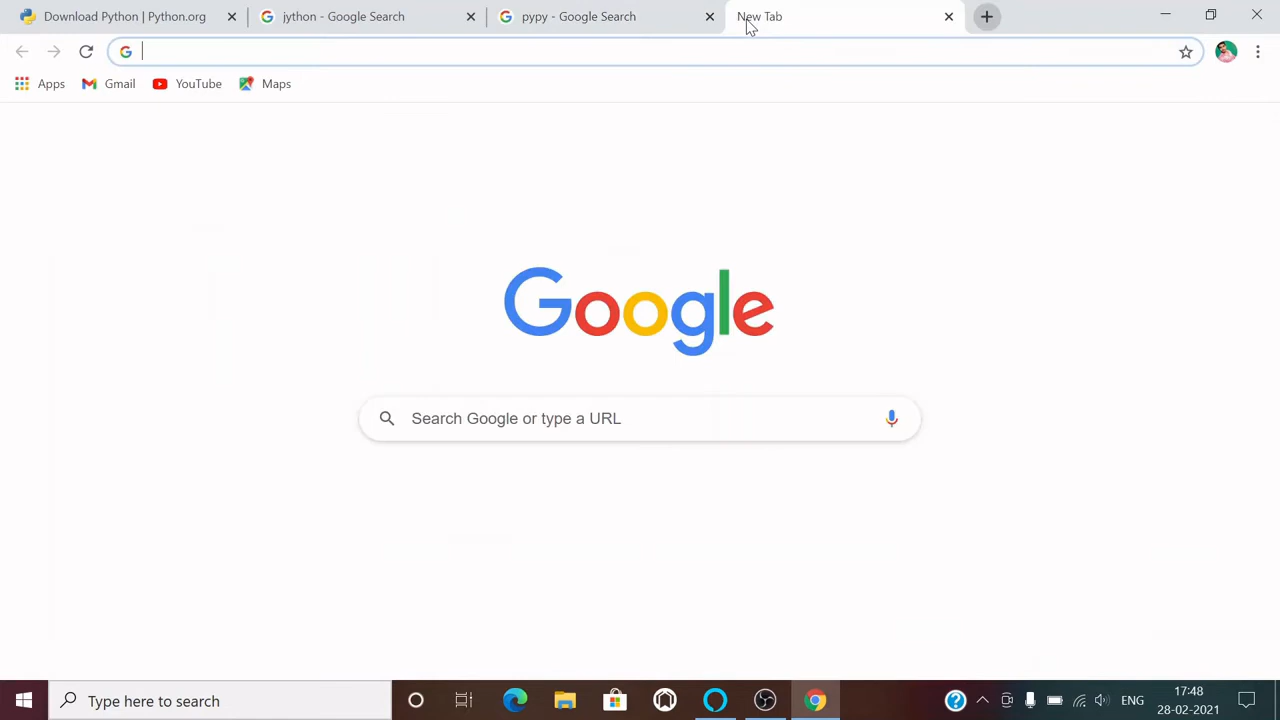 Download Python | Python.org
jython - Google Search
pypy - Google Search
New Tab
Apps
Gmail
YouTube
Maps
Google
Search Google or type a URL
Type here to search
ENG
17:48
28-02-2021